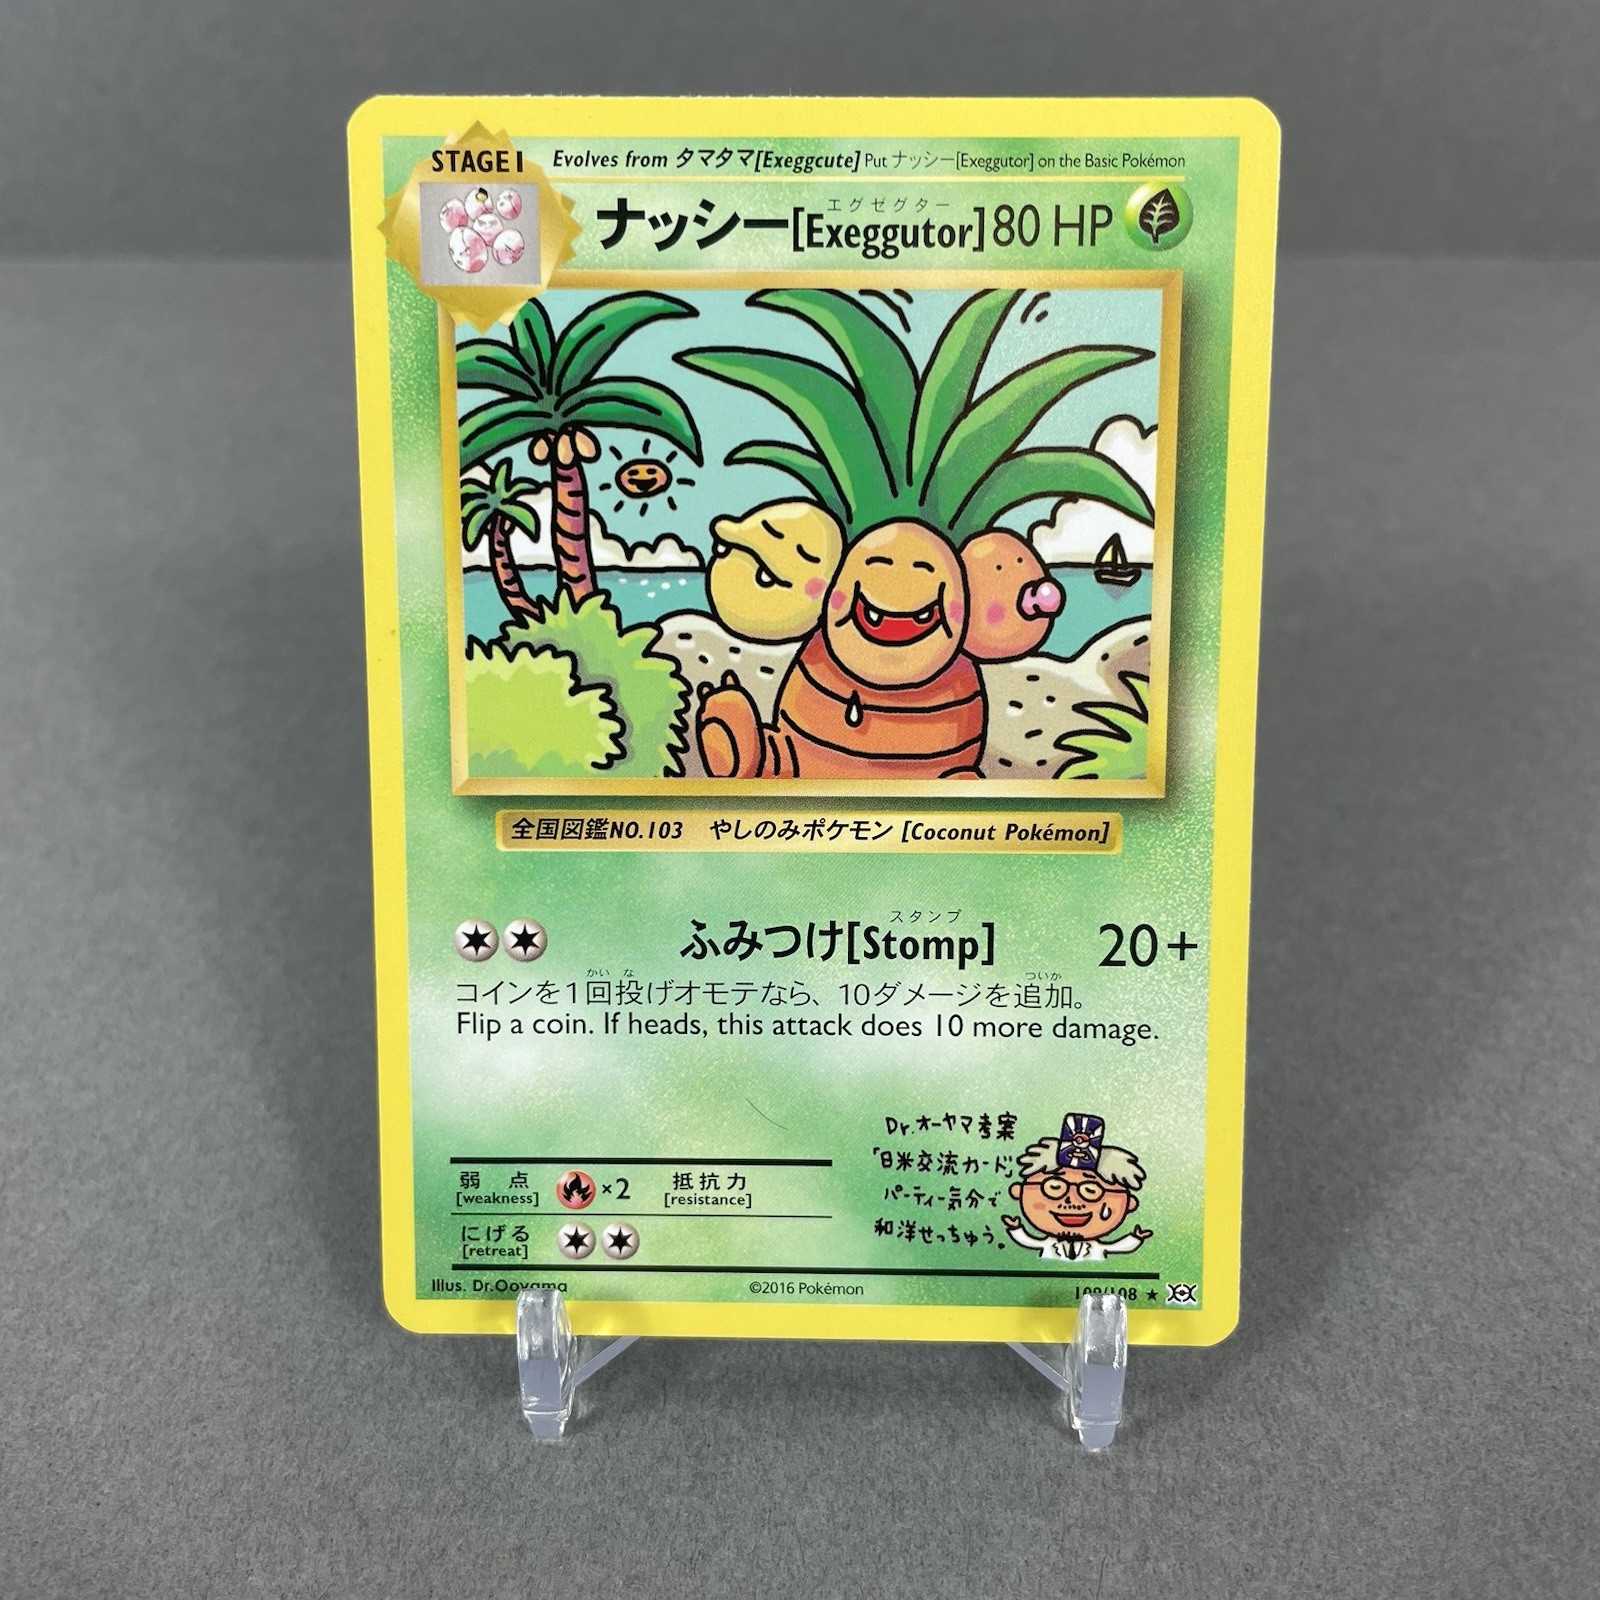 STAGE 1
Evolves from タマタマ[Exeggcute] Put ナッシー[Exeggutor] on the Basic Pokémon
エグゼグター
ナッシー[Exeggutor] 80 HP
全国図鑑NO.103 やしのみポケモン [Coconut Pokémon]
スタンプ
ふみつけ[Stomp] 20+
かい な ついか
コインを1回投げオモテなら、10ダメージを追加。
Flip a coin. If heads, this attack does 10 more damage.
Dr.オーヤマ考案
「日米交流カード」
パーティー気分で
和洋せっちゅう。
弱点 ×2 抵抗力
[weakness] [resistance]
にげる
[retreat]
Illus. Dr.Ooyama
©2016 Pokémon
109/108 ★